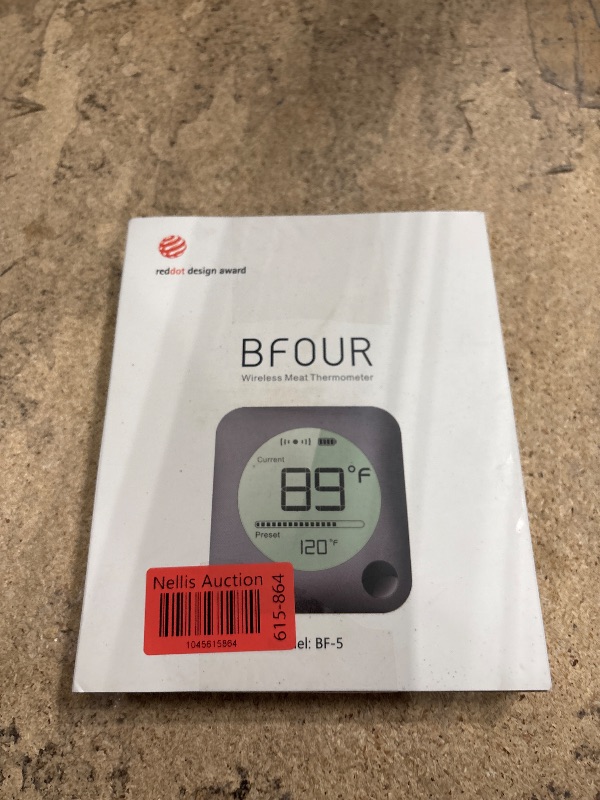 reddot design award
BFOUR
Wireless Meat Thermometer
Current
89°F
Preset
120°F
Nellis Auction
615-864
1045615864
el: BF-5